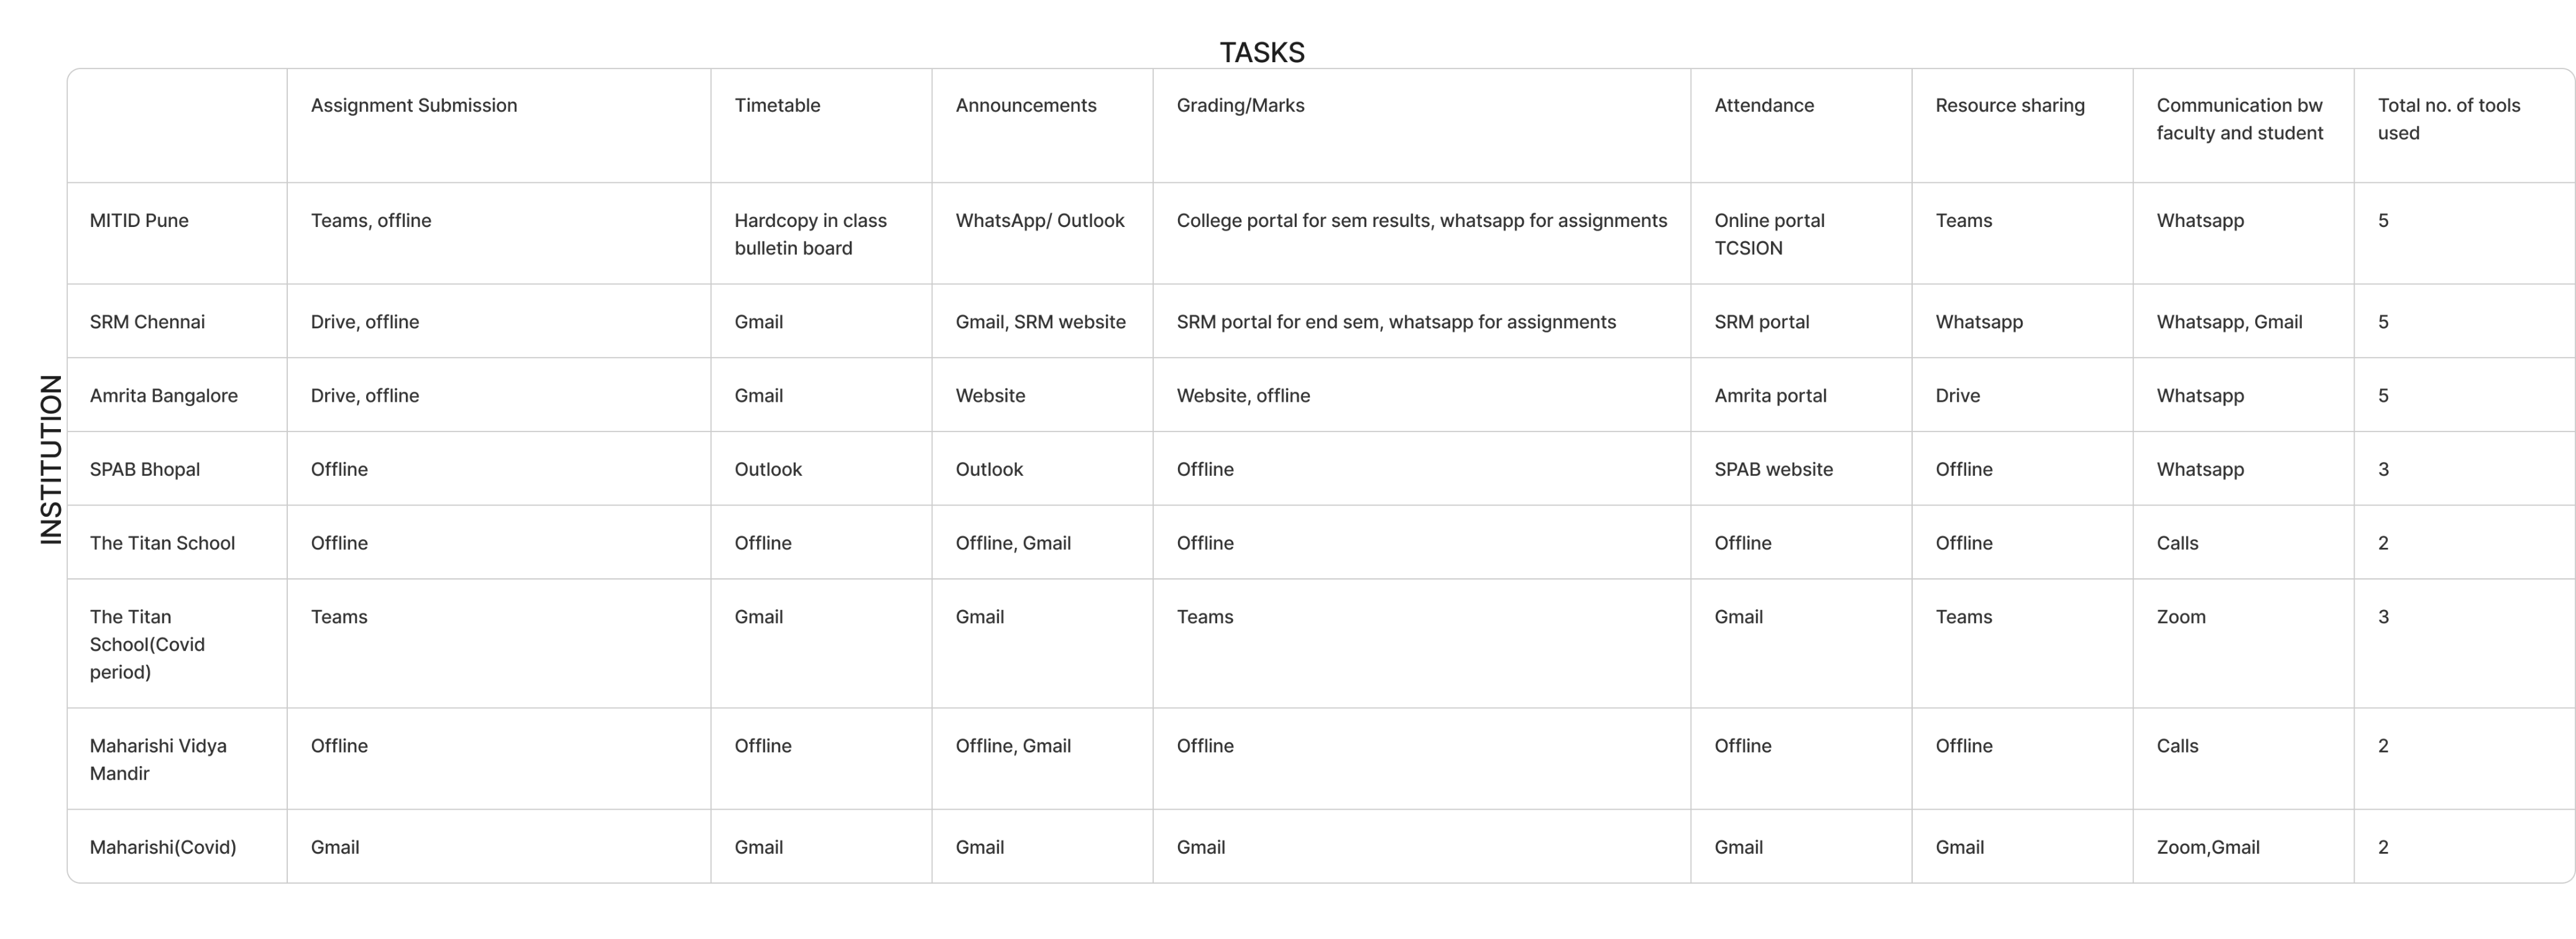 TASKS
INSTITUTION
Assignment Submission
Timetable
Announcements
Grading/Marks
Attendance
Resource sharing
Communication bw
faculty and student
Total no. of tools
used
MITID Pune
Teams, offline
Hardcopy in class
bulletin board
WhatsApp/ Outlook
College portal for sem results, whatsapp for assignments
Online portal
TCSION
Teams
Whatsapp
5
SRM Chennai
Drive, offline
Gmail
Gmail, SRM website
SRM portal for end sem, whatsapp for assignments
SRM portal
Whatsapp
Whatsapp, Gmail
5
Amrita Bangalore
Drive, offline
Gmail
Website
Website, offline
Amrita portal
Drive
Whatsapp
5
SPAB Bhopal
Offline
Outlook
Outlook
Offline
SPAB website
Offline
Whatsapp
3
The Titan School
Offline
Offline
Offline, Gmail
Offline
Offline
Offline
Calls
2
The Titan
School(Covid
period)
Teams
Gmail
Gmail
Teams
Gmail
Teams
Zoom
3
Maharishi Vidya
Mandir
Offline
Offline
Offline, Gmail
Offline
Offline
Offline
Calls
2
Maharishi(Covid)
Gmail
Gmail
Gmail
Gmail
Gmail
Gmail
Zoom,Gmail
2